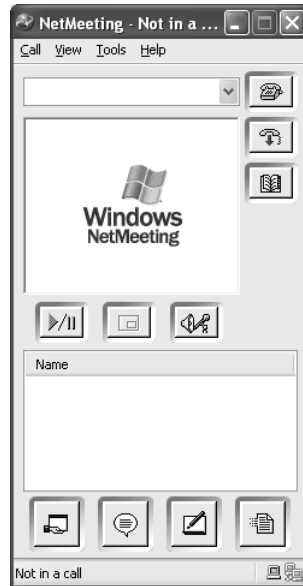 NetMeeting - Not in a ...
Call View Tools Help
Windows
NetMeeting
Name
Not in a call